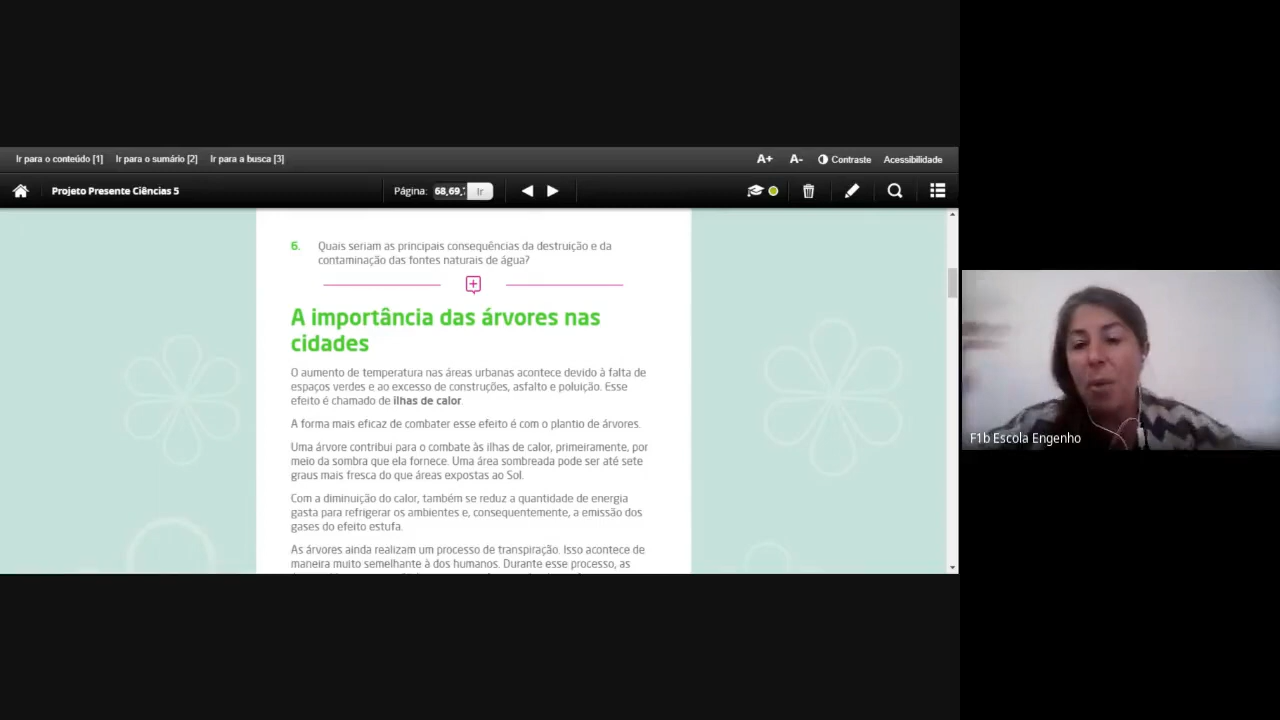 Ir para o conteúdo [1] Ir para o sumário [2] Ir para a busca [3] A+ A- Contraste Acessibilidade
Projeto Presente Ciências 5 Página: 68,69, Ir
6. Quais seriam as principais consequências da destruição e da
contaminação das fontes naturais de água?
A importância das árvores nas
cidades
O aumento de temperatura nas áreas urbanas acontece devido à falta de
espaços verdes e ao excesso de construções, asfalto e poluição. Esse
efeito é chamado de ilhas de calor.
A forma mais eficaz de combater esse efeito é com o plantio de árvores.
Uma árvore contribui para o combate às ilhas de calor, primeiramente, por
meio da sombra que ela fornece. Uma área sombreada pode ser até sete
graus mais fresca do que áreas expostas ao Sol.
Com a diminuição do calor, também se reduz a quantidade de energia
gasta para refrigerar os ambientes e, consequentemente, a emissão dos
gases do efeito estufa.
As árvores ainda realizam um processo de transpiração. Isso acontece de
maneira muito semelhante à dos humanos. Durante esse processo, as
F1b Escola Engenho